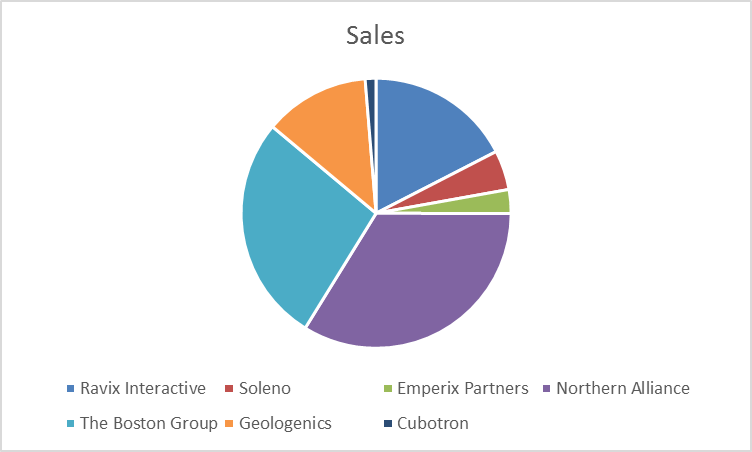 Sales
Ravix Interactive Soleno Emperix Partners Northern Alliance
The Boston Group Geologenics Cubotron